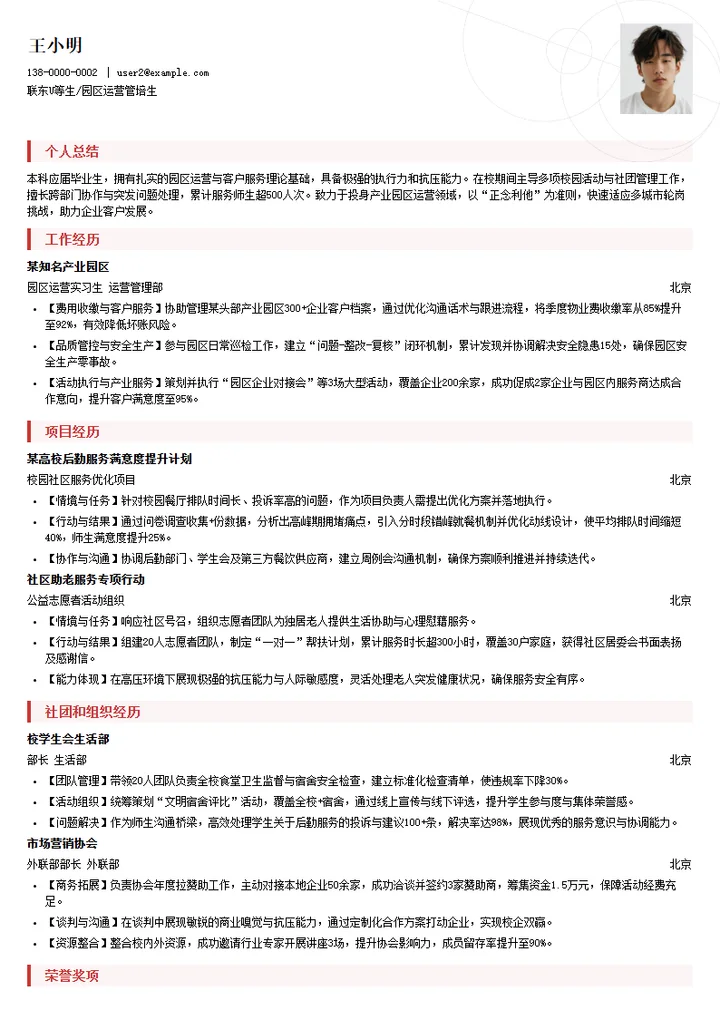 王小明
138-0000-0002 | user2@example.com
联东U等生/园区运营管培生
个人总结
本科应届毕业生，拥有扎实的园区运营与客户服务理论基础，具备极强的执行力和抗压能力。在校期间主导多项校园活动与社团管理工作，
擅长跨部门协作与突发问题处理，累计服务师生超500人次。致力于投身产业园区运营领域，以“正念利他”为准则，快速适应多城市轮岗
挑战，助力企业客户发展。
工作经历
某知名产业园区
园区运营实习生 运营管理部 北京
• 【费用收缴与客户服务】协助管理某头部产业园区300+企业客户档案，通过优化沟通话术与跟进流程，将季度物业费收缴率从85%提升
至92%，有效降低坏账风险。
• 【品质管控与安全生产】参与园区日常巡检工作，建立“问题-整改-复核”闭环机制，累计发现并协调解决安全隐患15处，确保园区安
全生产零事故。
• 【活动执行与产业服务】策划并执行“园区企业对接会”等3场大型活动，覆盖企业200余家，成功促成2家企业与园区内服务商达成合
作意向，提升客户满意度至95%。
项目经历
某高校后勤服务满意度提升计划
校园社区服务优化项目 北京
• 【情境与任务】针对校园餐厅排队时间长、投诉率高的问题，作为项目负责人需提出优化方案并落地执行。
• 【行动与结果】通过问卷调查收集+份数据，分析出高峰期拥堵痛点，引入分时段错峰就餐机制并优化动线设计，使平均排队时间缩短
40%，师生满意度提升25%。
• 【协作与沟通】协调后勤部门、学生会及第三方餐饮供应商，建立周例会沟通机制，确保方案顺利推进并持续迭代。
社区助老服务专项行动
公益志愿者活动组织 北京
• 【情境与任务】响应社区号召，组织志愿者团队为独居老人提供生活协助与心理慰藉服务。
• 【行动与结果】组建20人志愿者团队，制定“一对一”帮扶计划，累计服务时长超300小时，覆盖30户家庭，获得社区居委会书面表扬
及感谢信。
• 【能力体现】在高压环境下展现极强的抗压能力与人际敏感度，灵活处理老人突发健康状况，确保服务安全有序。
社团和组织经历
校学生会生活部
部长 生活部 北京
• 【团队管理】带领20人团队负责全校食堂卫生监督与宿舍安全检查，建立标准化检查清单，使违规率下降30%。
• 【活动组织】统筹策划“文明宿舍评比”活动，覆盖全校+宿舍，通过线上宣传与线下评选，提升学生参与度与集体荣誉感。
• 【问题解决】作为师生沟通桥梁，高效处理学生关于后勤服务的投诉与建议100+条，解决率达98%，展现优秀的服务意识与协调能力。
市场营销协会
外联部部长 外联部 北京
• 【商务拓展】负责协会年度拉赞助工作，主动对接本地企业50余家，成功洽谈并签约3家赞助商，筹集资金1.5万元，保障活动经费充
足。
• 【谈判与沟通】在谈判中展现敏锐的商业嗅觉与抗压能力，通过定制化合作方案打动企业，实现校企双赢。
• 【资源整合】整合校内外资源，成功邀请行业专家开展讲座3场，提升协会影响力，成员留存率提升至90%。
荣誉奖项